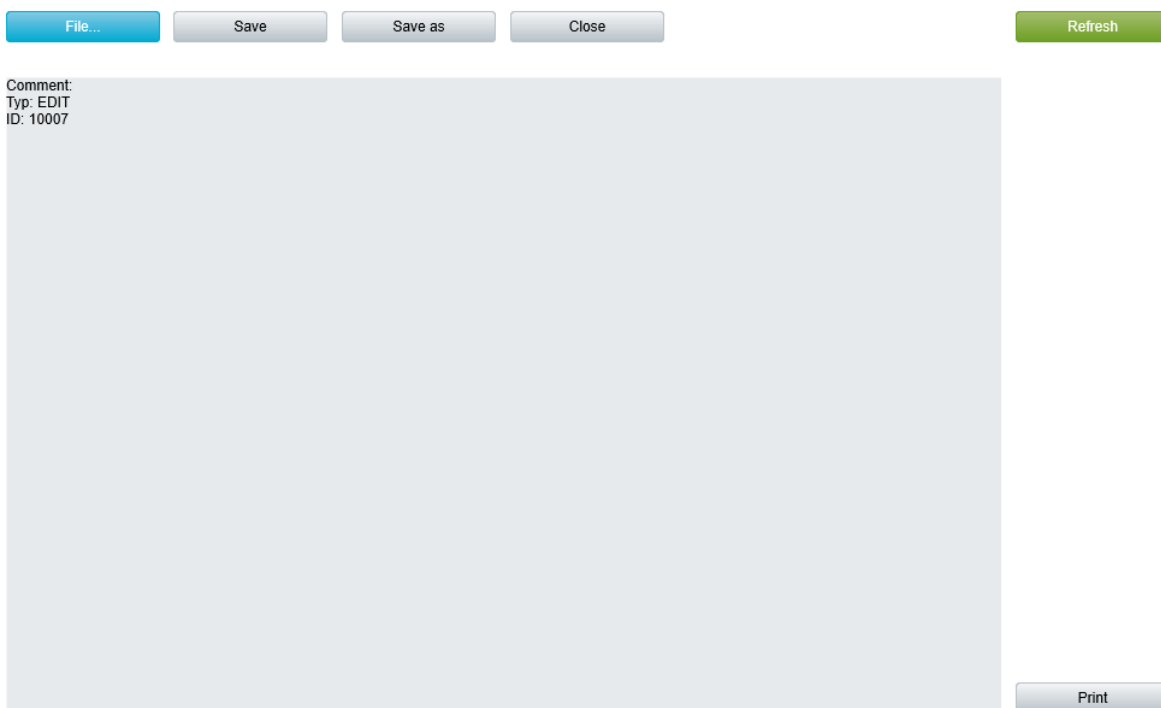 File...
Save
Save as
Close
Refresh
Comment:
Typ: EDIT
ID: 10007
Print